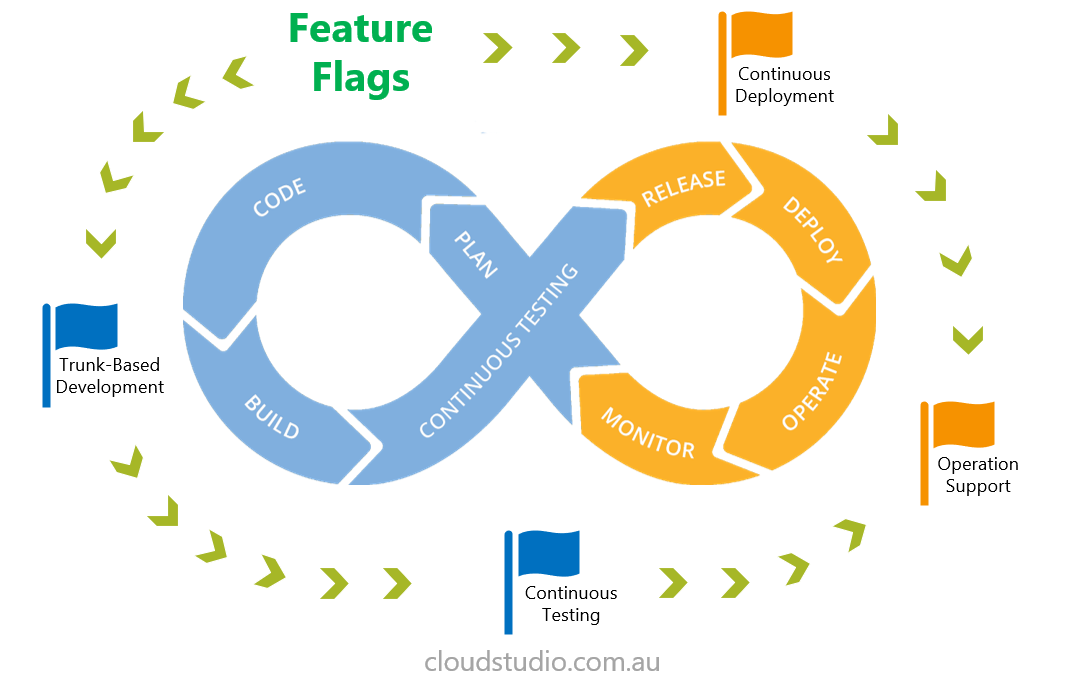 Feature
Flags
Continuous
Deployment
CODE
PLAN
RELEASE
DEPLOY
CONTINUOUS TESTING
BUILD
MONITOR
OPERATE
Trunk-Based
Development
Operation
Support
Continuous
Testing
cloudstudio.com.au